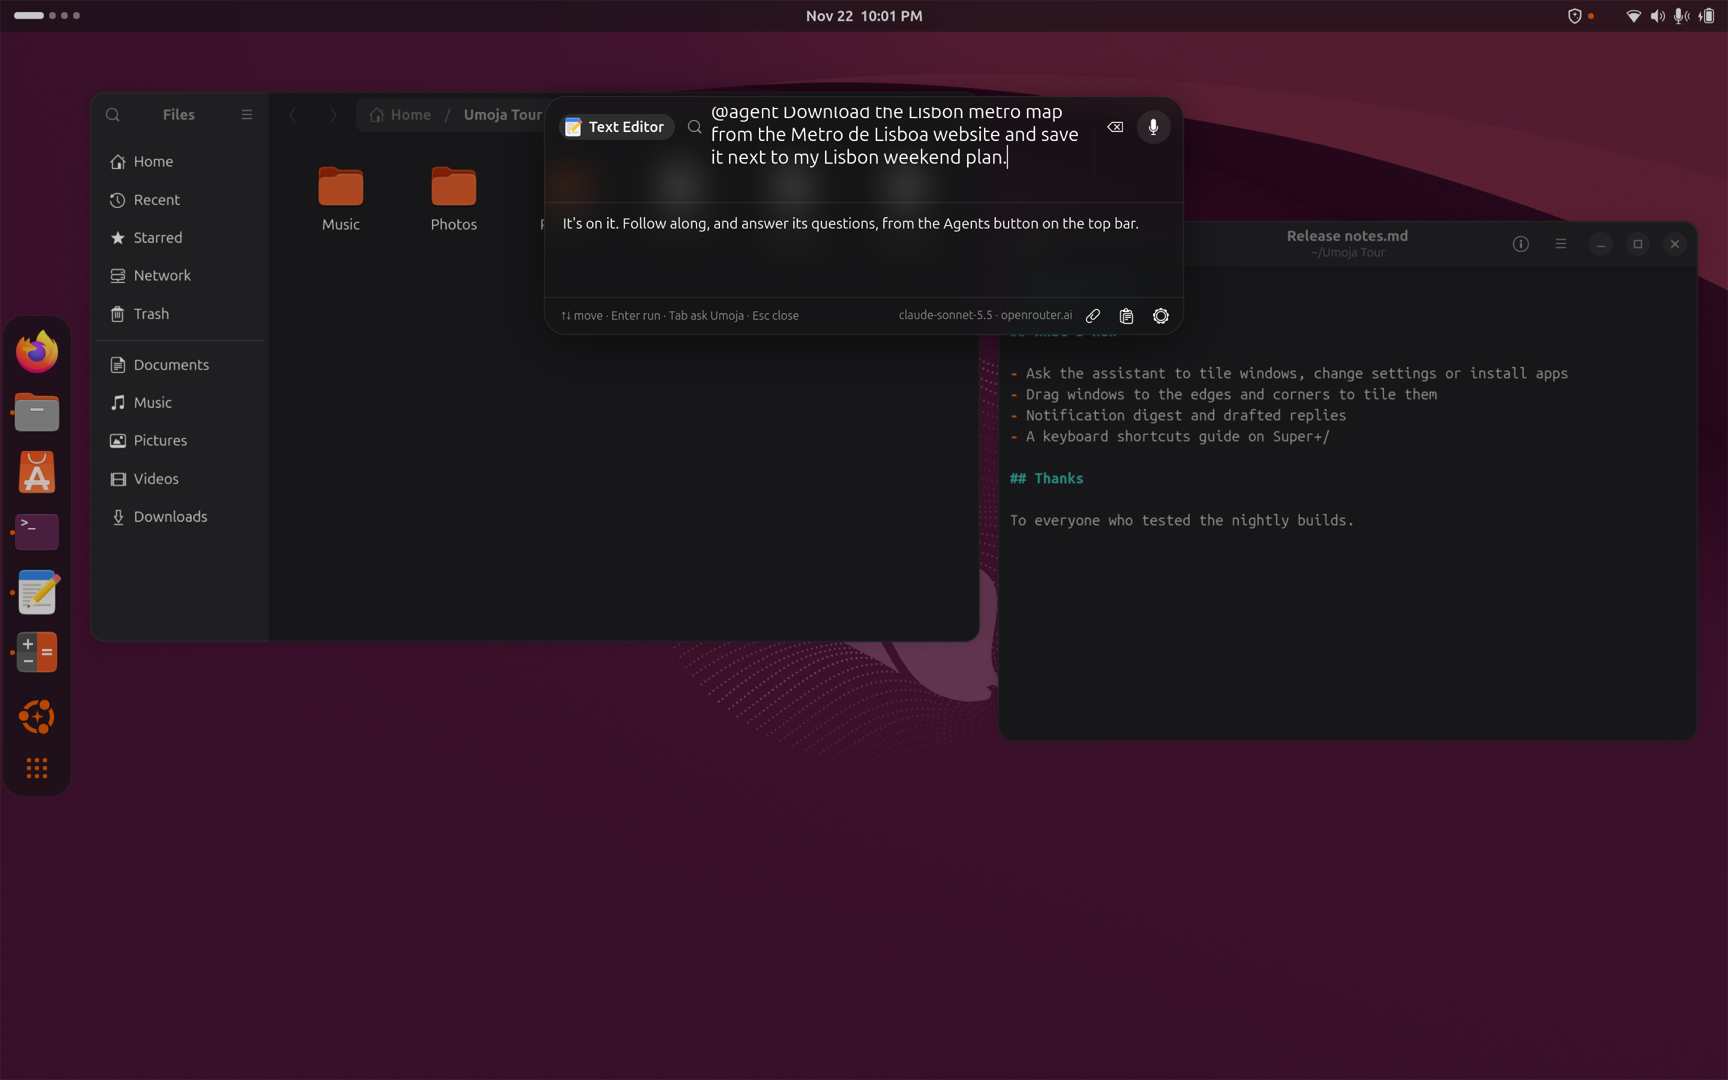 Nov 22 10:01 PM
Files
Home / Umoja Tour
Home
Recent
Starred
Network
Trash
Documents
Music
Pictures
Videos
Downloads
Music
Photos
Text Editor
@agent Download the Lisbon metro map
from the Metro de Lisboa website and save
it next to my Lisbon weekend plan.
It's on it. Follow along, and answer its questions, from the Agents button on the top bar.
↑↓ move · Enter run · Tab ask Umoja · Esc close
claude-sonnet-5.5 · openrouter.ai
Release notes.md
~/Umoja Tour
- Ask the assistant to tile windows, change settings or install apps
- Drag windows to the edges and corners to tile them
- Notification digest and drafted replies
- A keyboard shortcuts guide on Super+/
## Thanks
To everyone who tested the nightly builds.